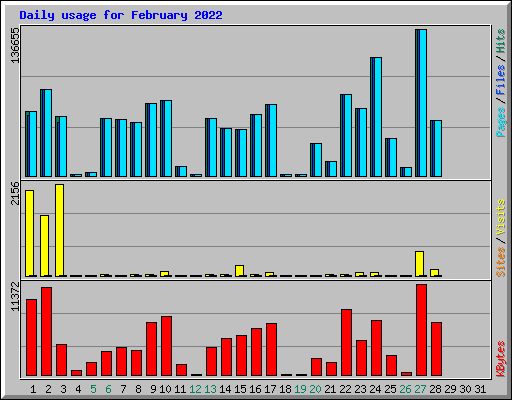 Daily usage for February 2022
136655
Pages / Files / Hits
2156
Sites / Visits
11372
KBytes
1 2 3 4 5 6 7 8 9 10 11 12 13 14 15 16 17 18 19 20 21 22 23 24 25 26 27 28 29 30 31